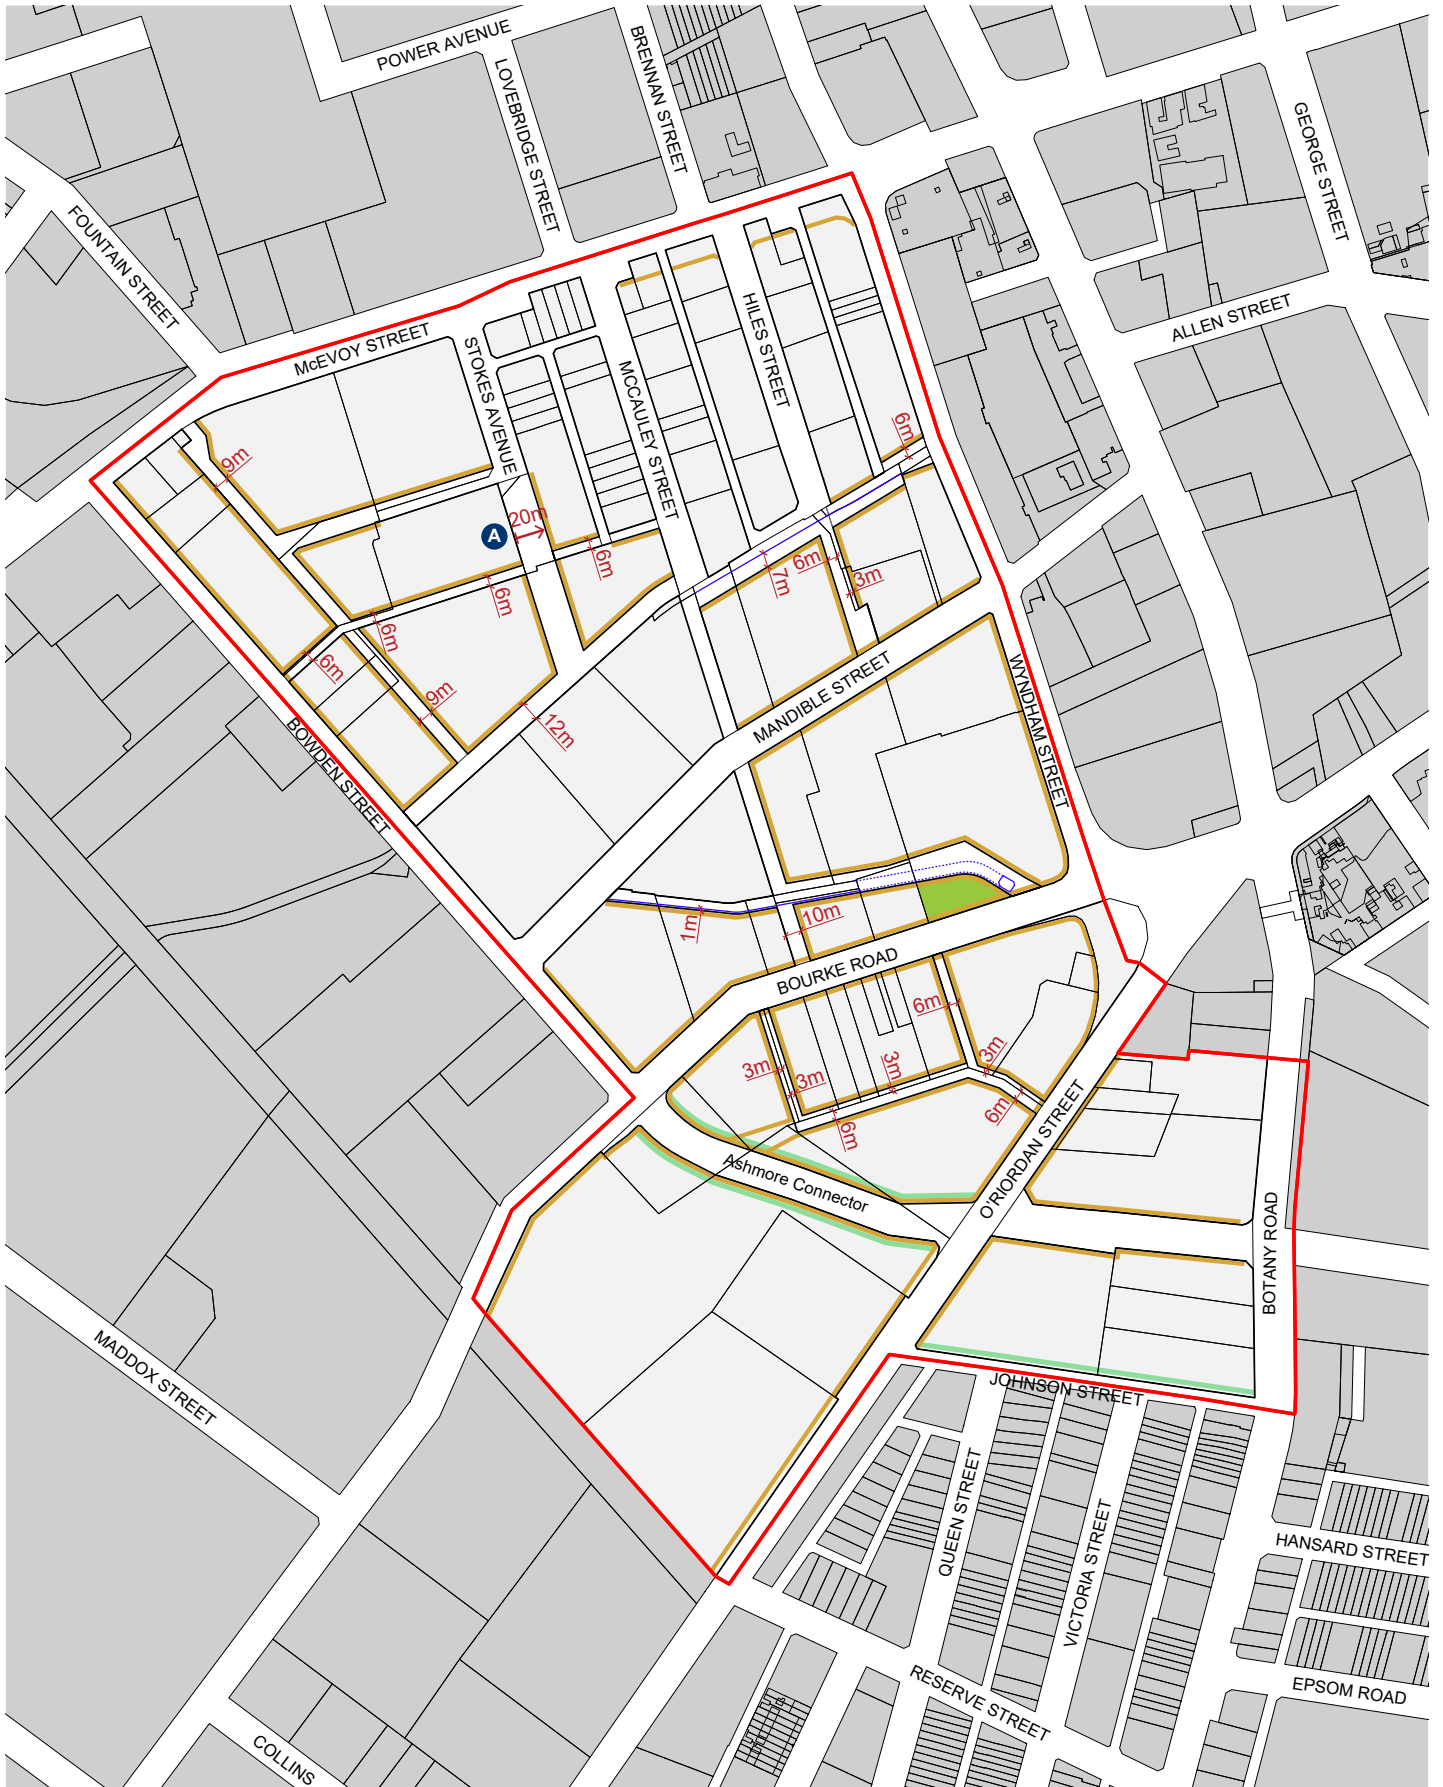 POWER AVENUE
LOVEBRIDGE STREET
BRENNAN STREET
GEORGE STREET
FOUNTAIN STREET
ALLEN STREET
McEVOY STREET
STOKES AVENUE
MCCAULEY STREET
HILES STREET
9m
6m
A
20m
6m
7m
6m
3m
6m
6m
6m
9m
12m
MANDIBLE STREET
WYNDHAM STREET
BOWDEN STREET
1m
10m
BOURKE ROAD
6m
3m
3m
3m
3m
6m
6m
Ashmore Connector
O'RIORDAN STREET
BOTANY ROAD
MADDOX STREET
JOHNSON STREET
QUEEN STREET
VICTORIA STREET
HANSARD STREET
RESERVE STREET
EPSOM ROAD
COLLINS